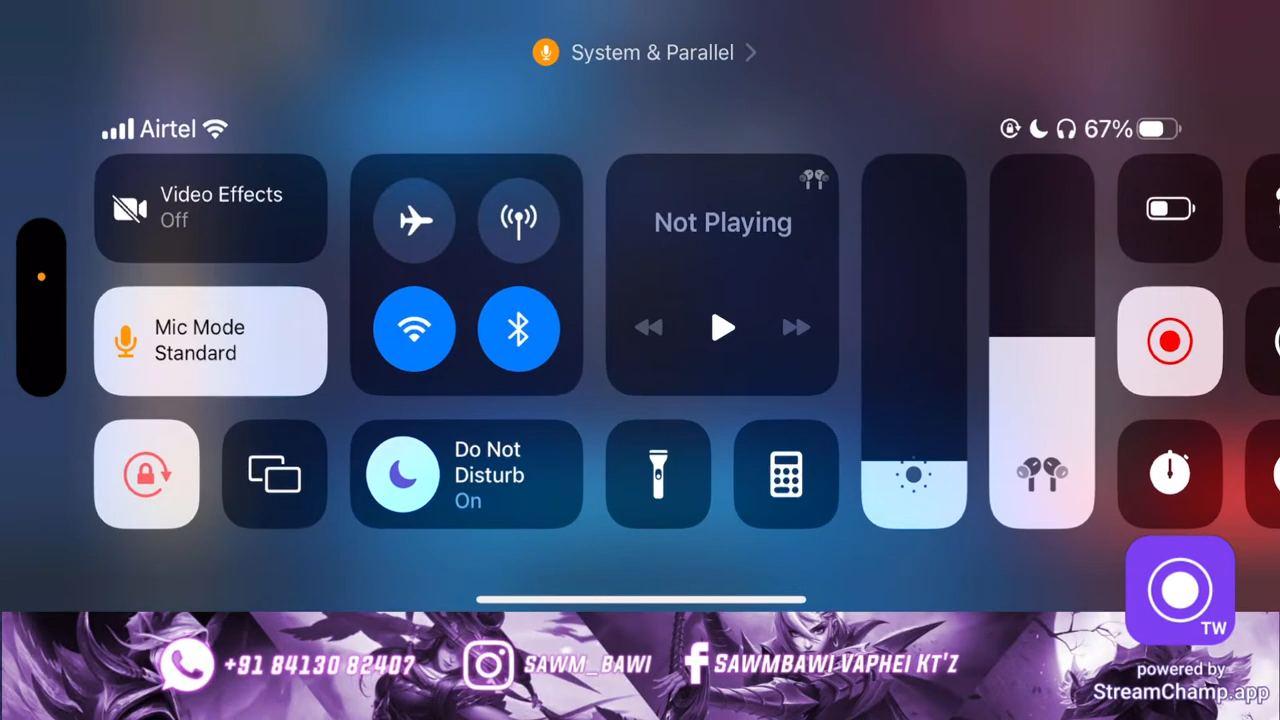 System & Parallel
Airtel
67%
Video Effects
Off
Not Playing
Mic Mode
Standard
Do Not
Disturb
On
TW
+91 84130 82407
SAWM_BAWI
SAWMBAWI VAPHEI KT'Z
powered by
StreamChamp.app